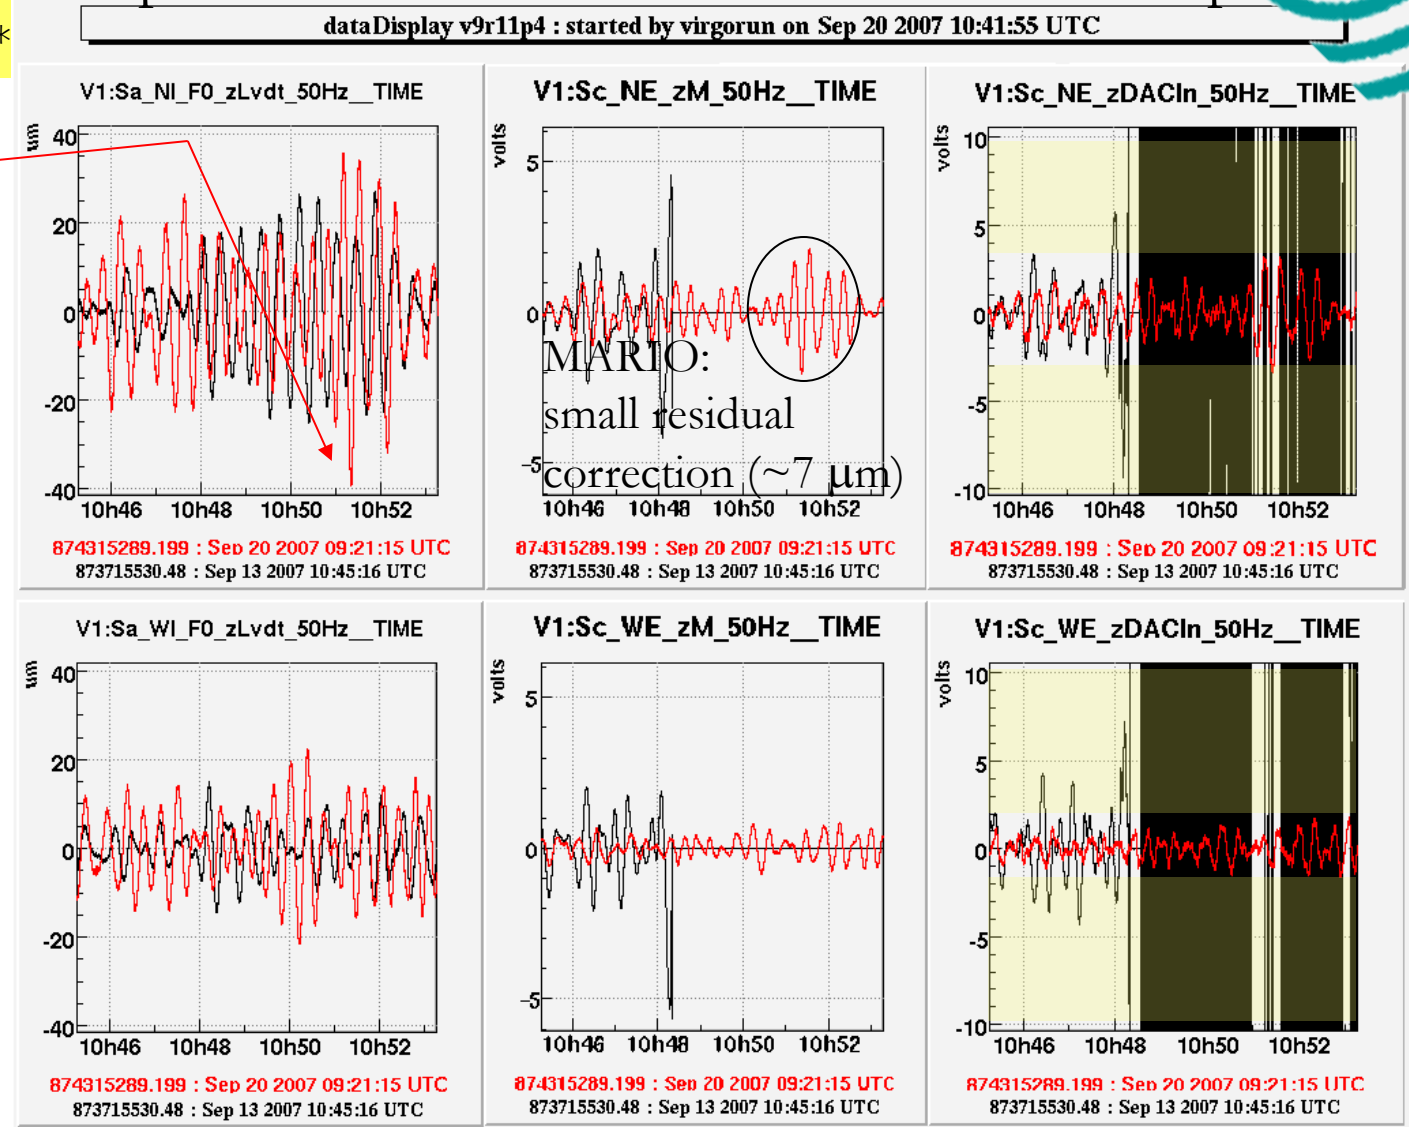 *
dataDisplay v9r11p4 : started by virgorun on Sep 20 2007 10:41:55 UTC
V1:Sa_NI_F0_zLvdt_50Hz__TIME
um
40
20
0
-20
-40
10h46 10h48 10h50 10h52
874315289.199 : Sep 20 2007 09:21:15 UTC
873715530.48 : Sep 13 2007 10:45:16 UTC
V1:Sc_NE_zM_50Hz__TIME
volts
5
0
-5
MARIO:
small residual
correction (~7 μm)
10h46 10h48 10h50 10h52
874315289.199 : Sep 20 2007 09:21:15 UTC
873715530.48 : Sep 13 2007 10:45:16 UTC
V1:Sc_NE_zDACIn_50Hz__TIME
volts
10
5
0
-5
-10
10h46 10h48 10h50 10h52
874315289.199 : Sep 20 2007 09:21:15 UTC
873715530.48 : Sep 13 2007 10:45:16 UTC
V1:Sa_WI_F0_zLvdt_50Hz__TIME
um
40
20
0
-20
-40
10h46 10h48 10h50 10h52
874315289.199 : Sep 20 2007 09:21:15 UTC
873715530.48 : Sep 13 2007 10:45:16 UTC
V1:Sc_WE_zM_50Hz__TIME
volts
5
0
-5
10h46 10h48 10h50 10h52
874315289.199 : Sep 20 2007 09:21:15 UTC
873715530.48 : Sep 13 2007 10:45:16 UTC
V1:Sc_WE_zDACIn_50Hz__TIME
volts
10
5
0
-5
-10
10h46 10h48 10h50 10h52
874315289.199 : Sep 20 2007 09:21:15 UTC
873715530.48 : Sep 13 2007 10:45:16 UTC